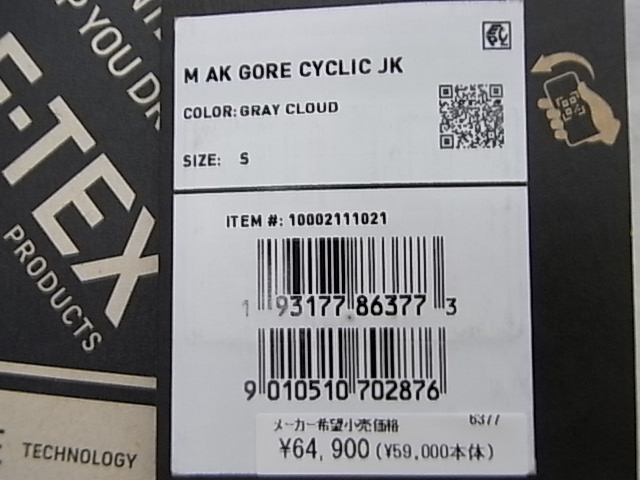 YOU DR
-TEX
PRODUCTS
TECHNOLOGY
M AK GORE CYCLIC JK
COLOR: GRAY CLOUD
SIZE: S
ITEM #: 10002111021
1 93177 86377 3
9 010510 702876
メーカー希望小売価格 6377
¥64,900(¥59,000本体)